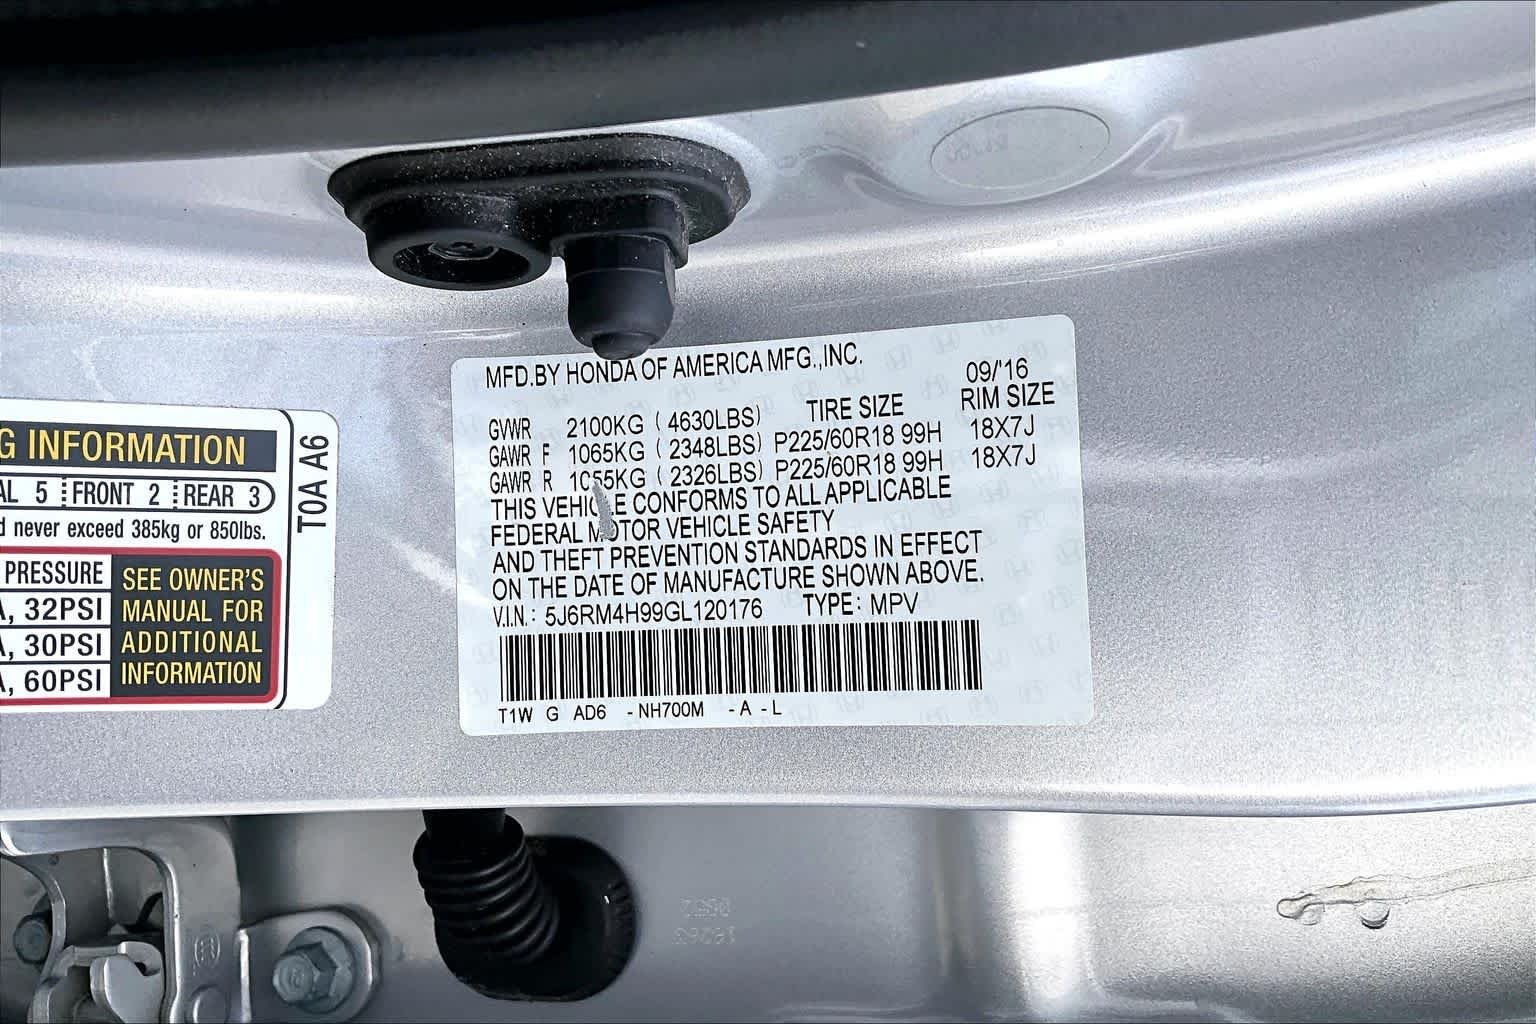 G INFORMATION
AL 5 FRONT 2 REAR 3
d never exceed 385kg or 850lbs.
PRESSURE
A, 32PSI
A, 30PSI
A, 60PSI
SEE OWNER'S
MANUAL FOR
ADDITIONAL
INFORMATION
T0A A6
MFD.BY HONDA OF AMERICA MFG.,INC.
09/'16
GVWR 2100KG ( 4630LBS) TIRE SIZE RIM SIZE
GAWR F 1065KG ( 2348LBS) P225/60R18 99H 18X7J
GAWR R 1055KG ( 2326LBS) P225/60R18 99H 18X7J
THIS VEHICLE CONFORMS TO ALL APPLICABLE
FEDERAL MOTOR VEHICLE SAFETY
AND THEFT PREVENTION STANDARDS IN EFFECT
ON THE DATE OF MANUFACTURE SHOWN ABOVE.
V.I.N.: 5J6RM4H99GL120176 TYPE: MPV
T1W G AD6 -NH700M -A -L